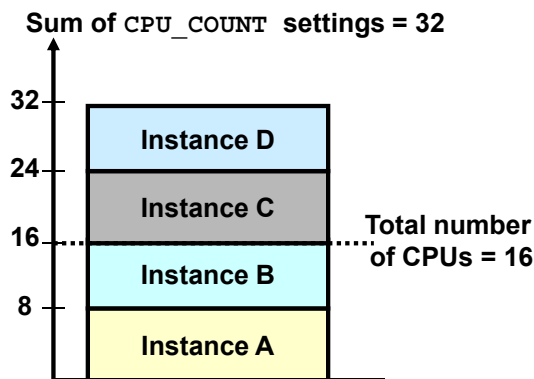 Sum of CPU_COUNT settings = 32
32
Instance D
24
Instance C
Total number
of CPUs = 16
16
Instance B
8
Instance A